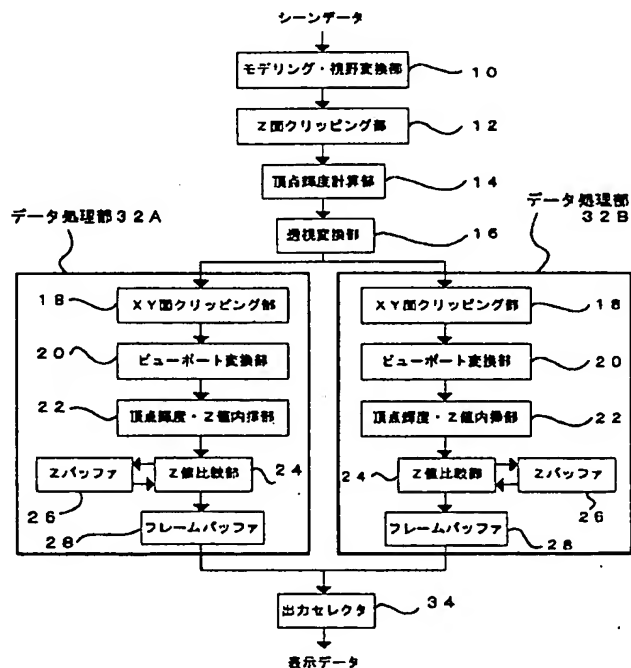 シーンデータ
モデリング・視野変換部
10
Z面クリッピング部
12
頂点輝度計算部
14
データ処理部32A
データ処理部
32B
透視変換部
16
18
XY面クリッピング部
XY面クリッピング部
18
20
ビューポート変換部
ビューポート変換部
20
22
頂点輝度・Z値内挿部
頂点輝度・Z値内挿部
22
Zバッファ
Z値比較部
24
24
Z値比較部
Zバッファ
26
26
28
フレームバッファ
フレームバッファ
28
出力セレクタ
34
表示データ